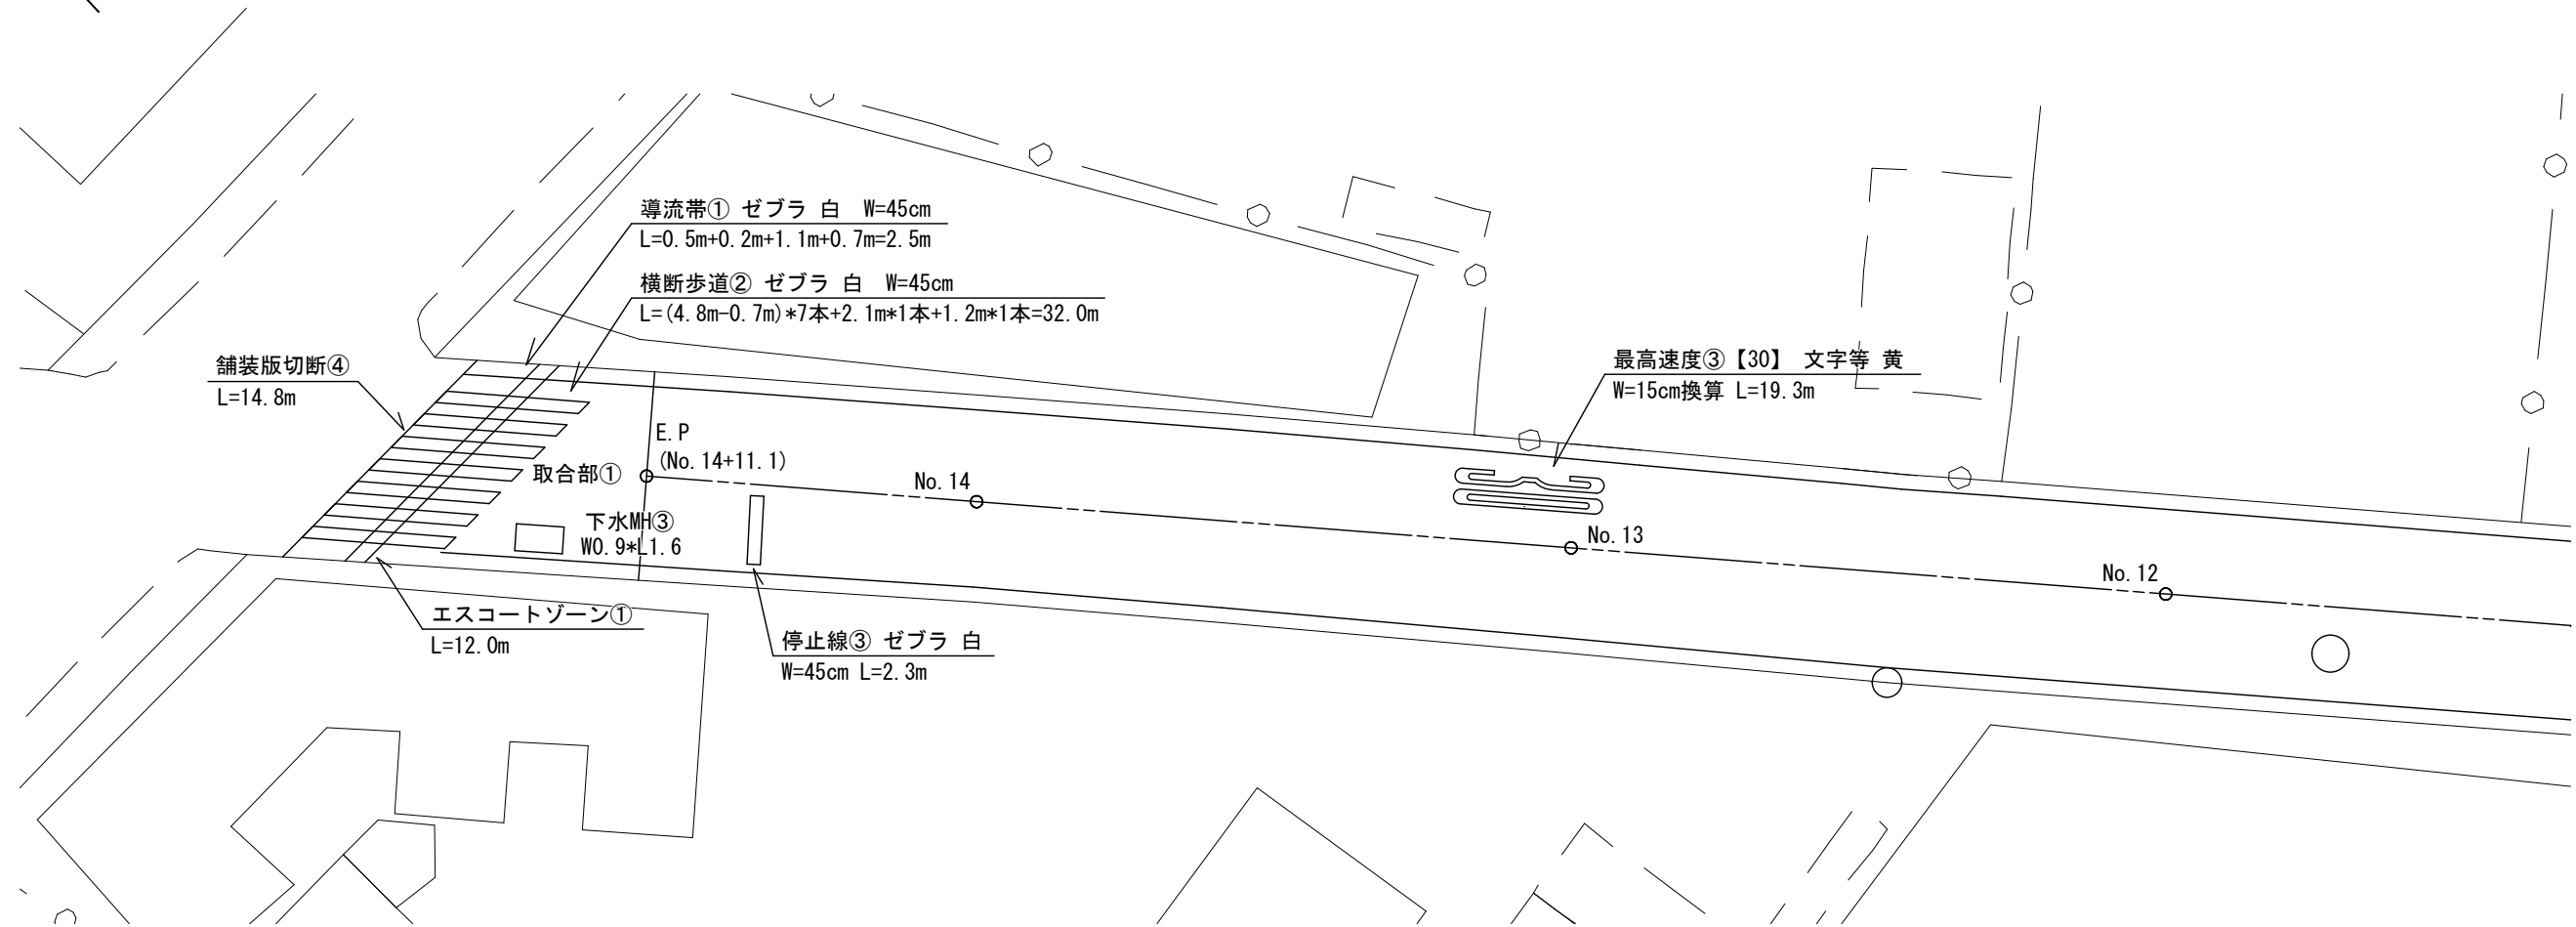 導流帯① ゼブラ 白　W=45cm
L=0.5m+0.2m+1.1m+0.7m=2.5m
横断歩道② ゼブラ 白　W=45cm
L=(4.8m-0.7m)*7本+2.1m*1本+1.2m*1本=32.0m
舗装版切断④
L=14.8m
最高速度③【30】 文字等 黄
W=15cm換算 L=19.3m
E.P
(No.14+11.1)
取合部①
No.14
下水MH③
W0.9*L1.6
No.13
No.12
エスコートゾーン①
L=12.0m
停止線③ ゼブラ 白
W=45cm L=2.3m
30